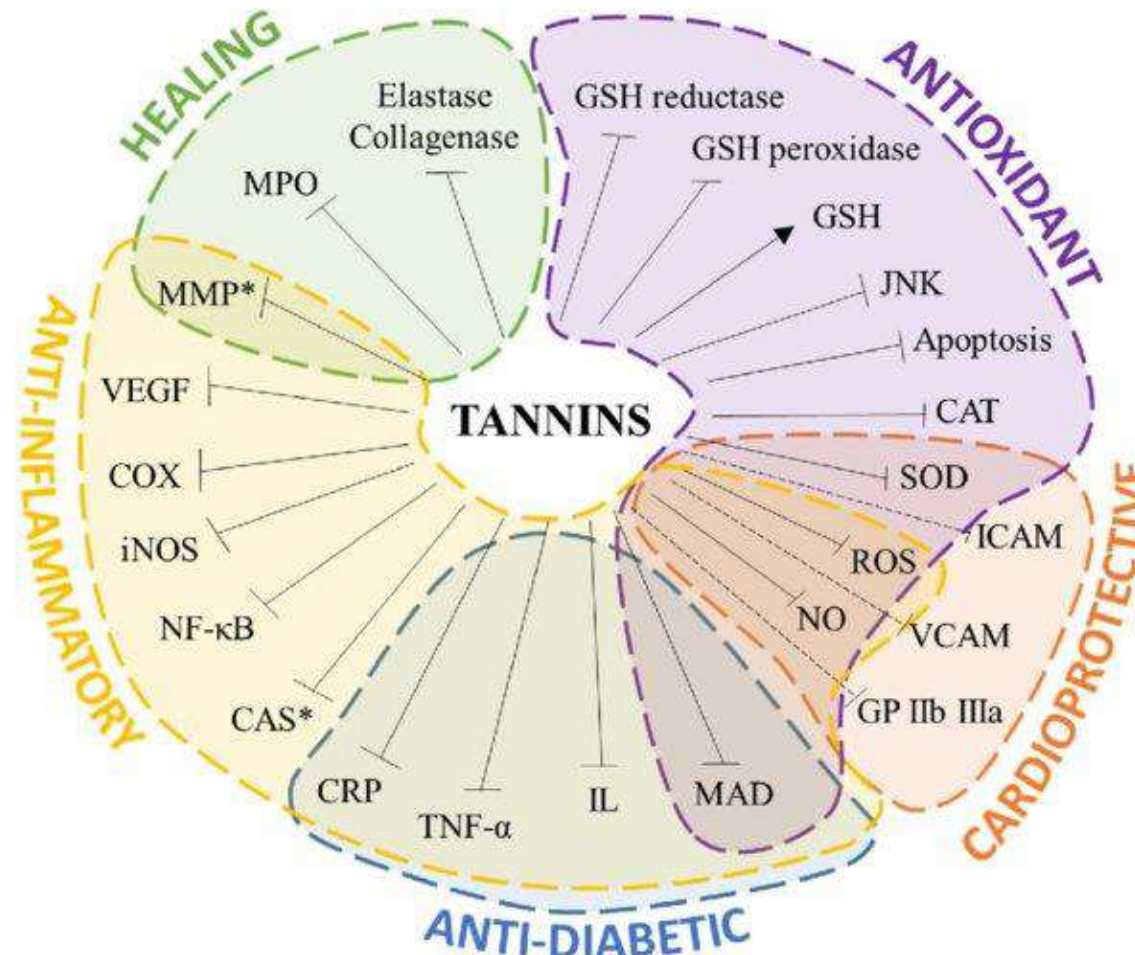 HEALING
ANTIOXIDANT
Elastase
Collagenase
MPO
MMP*
GSH reductase
GSH peroxidase
GSH
JNK
Apoptosis
CAT
SOD
ICAM
ROS
NO
VCAM
GP IIb IIIa
TANNINS
VEGF
COX
iNOS
NF-κB
CAS*
CRP
TNF-α
IL
MAD
ANTI-INFLAMMATORY
CARDIOPROTECTIVE
ANTI-DIABETIC